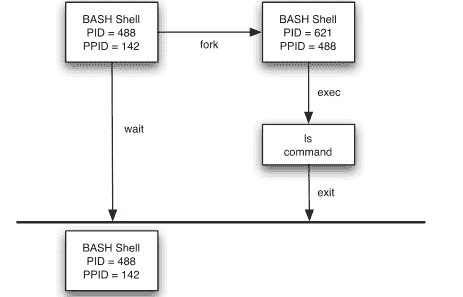 BASH Shell
PID = 488
PPID = 142
fork
BASH Shell
PID = 621
PPID = 488
exec
wait
ls
command
exit
BASH Shell
PID = 488
PPID = 142